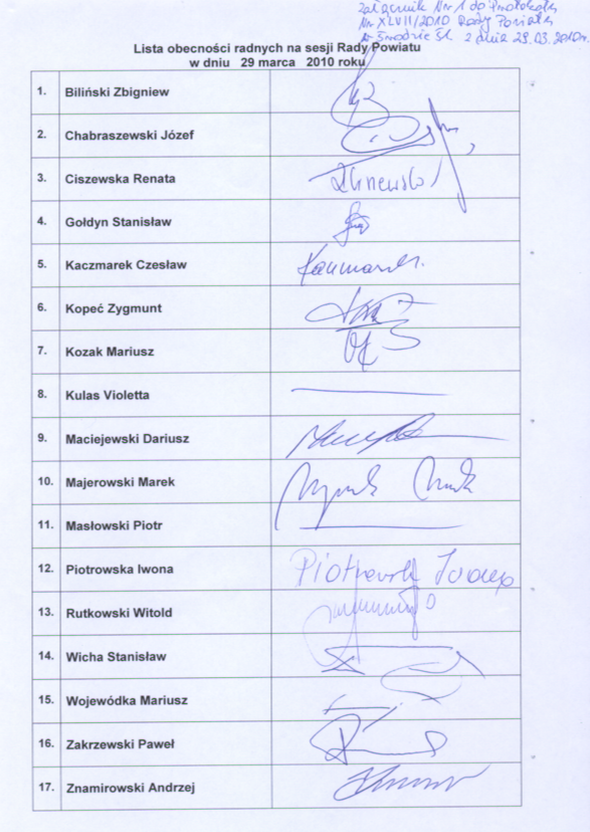 Załącznik Nr 1 do Protokołu
Nr XLVII/2010 Rady Powiatu
w Środzie Śl. z dnia 29.03.2010r.
Lista obecności radnych na sesji Rady Powiatu
w dniu 29 marca 2010 roku
1. Biliński Zbigniew
2. Chabraszewski Józef
3. Ciszewska Renata
4. Gołdyn Stanisław
5. Kaczmarek Czesław Kaczmarek
6. Kopeć Zygmunt
7. Kozak Mariusz
8. Kulas Violetta
9. Maciejewski Dariusz
10. Majerowski Marek
11. Masłowski Piotr
12. Piotrowska Iwona Piotrowska Iwona
13. Rutkowski Witold
14. Wicha Stanisław
15. Wojewódka Mariusz
16. Zakrzewski Paweł
17. Znamirowski Andrzej